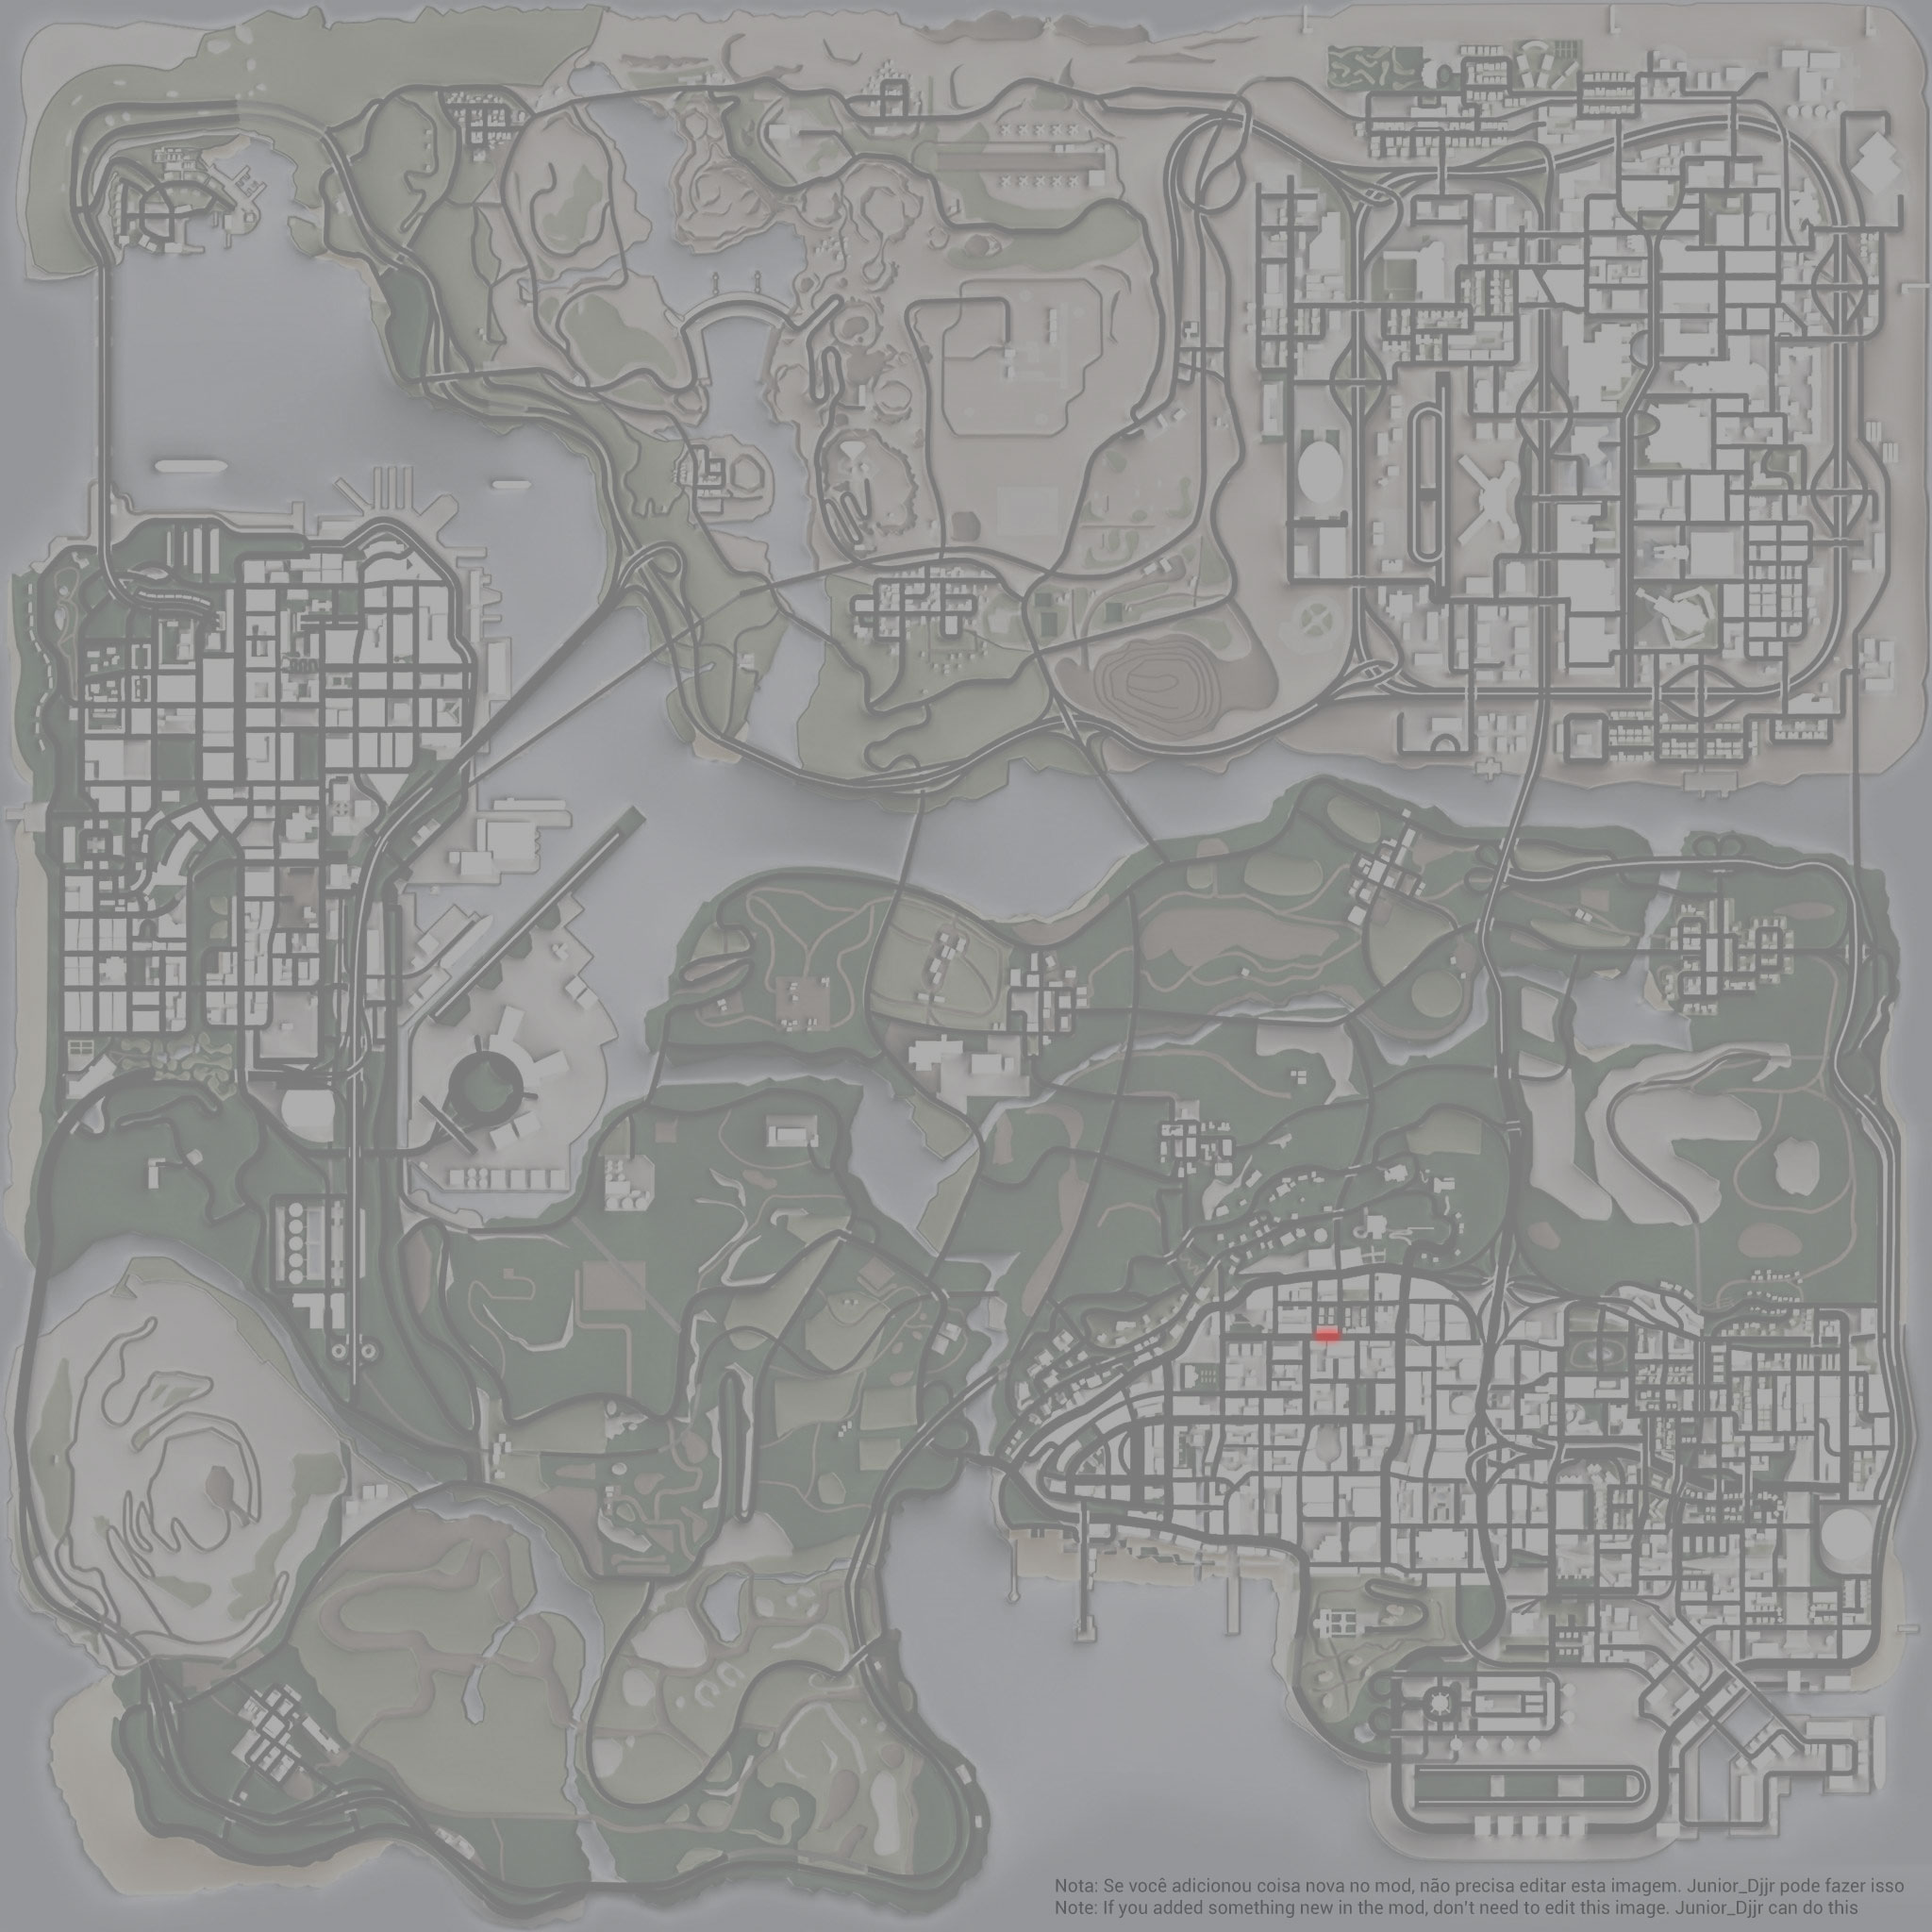 Nota: Se você adicionou coisa nova no mod, não precisa editar esta imagem. Junior_Djjr pode fazer isso
Note: If you added something new in the mod, don't need to edit this image. Junior_Djjr can do this